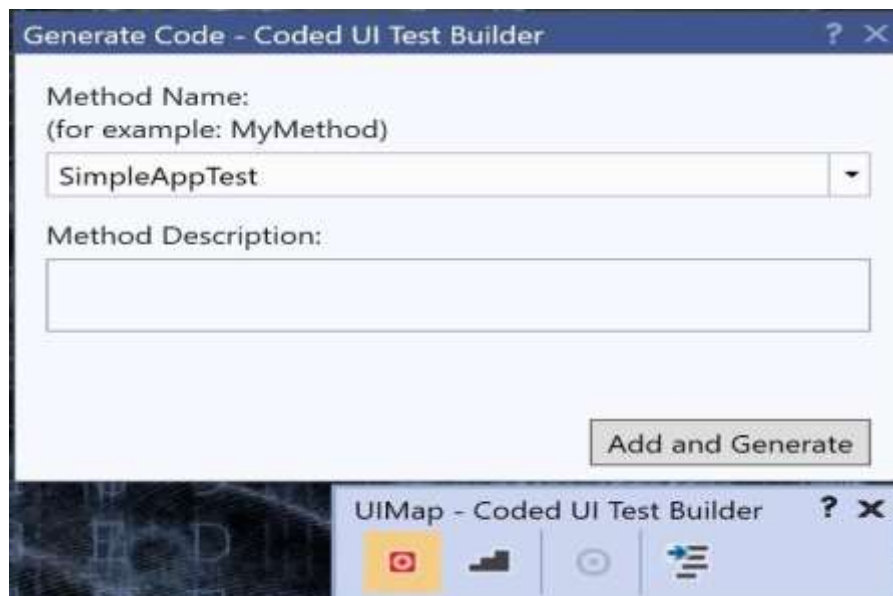 Generate Code - Coded UI Test Builder
Method Name:
(for example: MyMethod)
SimpleAppTest
Method Description:
Add and Generate
UIMap - Coded UI Test Builder